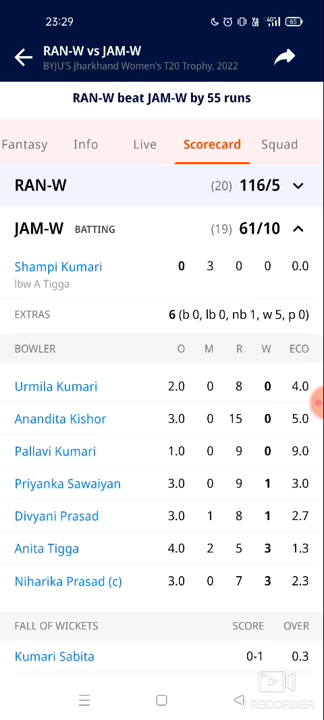 23:29
65
RAN-W vs JAM-W
BYJU'S Jharkhand Women's T20 Trophy, 2022
RAN-W beat JAM-W by 55 runs
Fantasy Info Live Scorecard Squad
RAN-W (20) 116/5
JAM-W BATTING (19) 61/10
Shampi Kumari 0 3 0 0 0.0
lbw A Tigga
EXTRAS 6 (b 0, lb 0, nb 1, w 5, p 0)
BOWLER O M R W ECO
Urmila Kumari 2.0 0 8 0 4.0
Anandita Kishor 3.0 0 15 0 5.0
Pallavi Kumari 1.0 0 9 0 9.0
Priyanka Sawaiyan 3.0 0 9 1 3.0
Divyani Prasad 3.0 1 8 1 2.7
Anita Tigga 4.0 2 5 3 1.3
Niharika Prasad (c) 3.0 0 7 3 2.3
FALL OF WICKETS SCORE OVER
Kumari Sabita 0-1 0.3
RECORDER